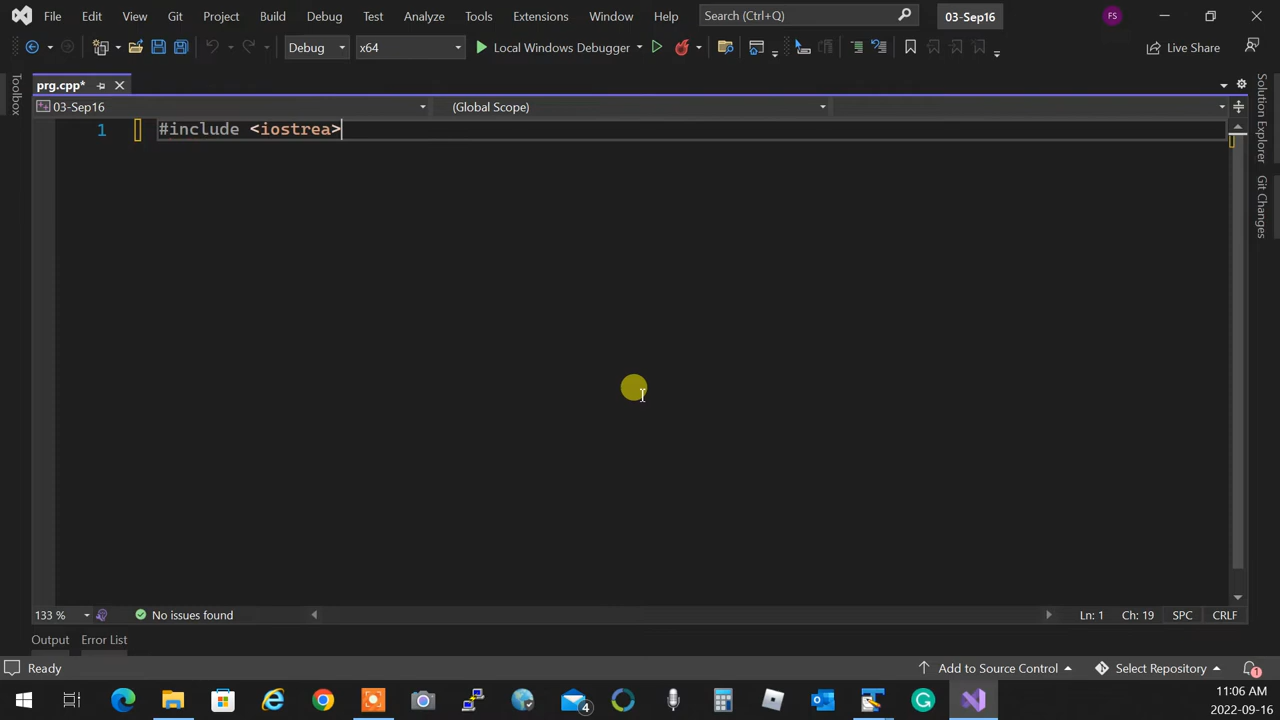 File Edit View Git Project Build Debug Test Analyze Tools Extensions Window Help Search (Ctrl+Q) 03-Sep16 FS
Debug x64 Local Windows Debugger Live Share
prg.cpp*
03-Sep16 (Global Scope)
1 #include <iostrea>
Toolbox
Solution Explorer
Git Changes
133 % No issues found Ln: 1 Ch: 19 SPC CRLF
Output Error List
Ready Add to Source Control Select Repository 1
4 11:06 AM
2022-09-16